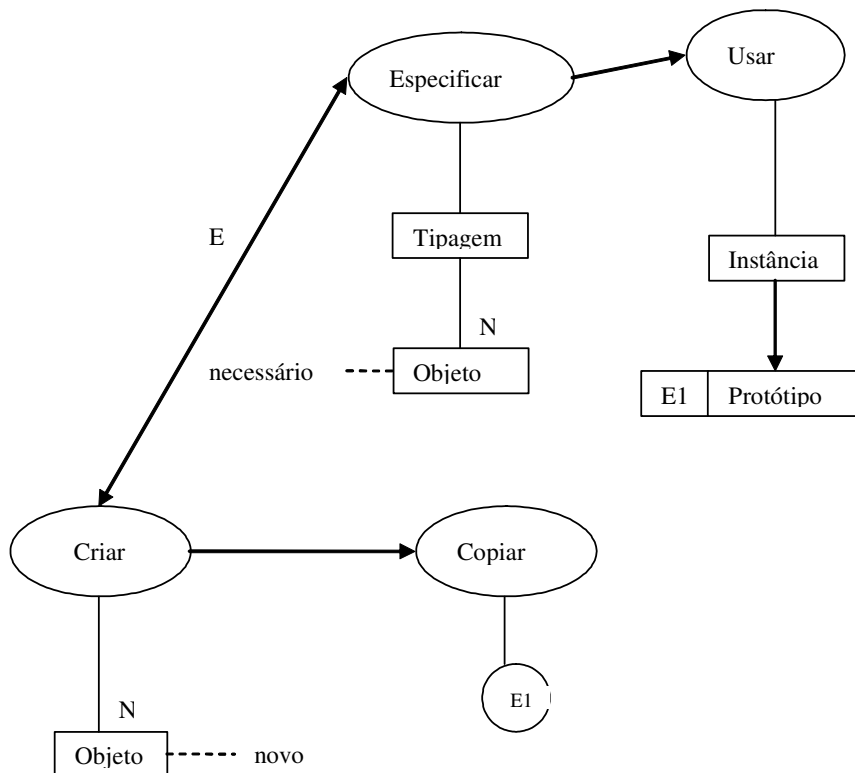 Usar
Especificar
E
Tipagem
Instância
N
necessário
Objeto
E1 Protótipo
Criar
Copiar
E1
N
Objeto
novo